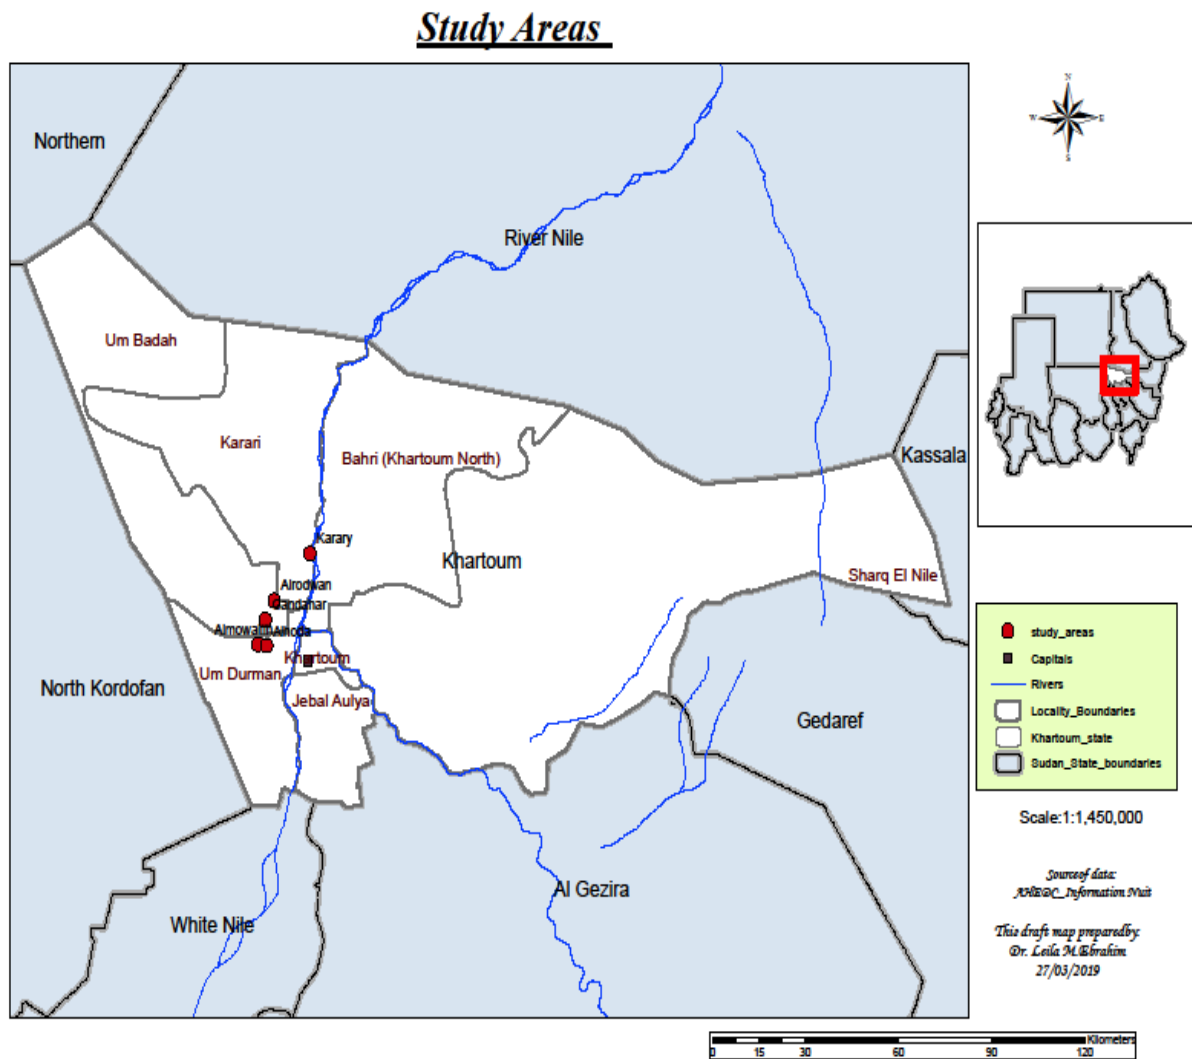 Study Areas
Northern
River Nile
Um Badah
Karari
Bahri (Khartoum North)
Kassala
Karary
Khartoum
Sharq El Nile
Alrodwan
Gandahar
Alhoda
Khartoum
Um Durman
North Kordofan
Jebal Aulya
Gedaref
Al Gezira
White Nile
N
W
E
S
study_areas
Capitals
Rivers
Locality_Boundaries
Khartoum_state
Sudan_State_boundaries
Scale:1:1,450,000
Sourceof data:
AHEDC_Information Nuit
This draft map preparedby:
Dr. Leila M.Ebrahim
27/03/2019
Kilometers
0 15 30 60 90 120